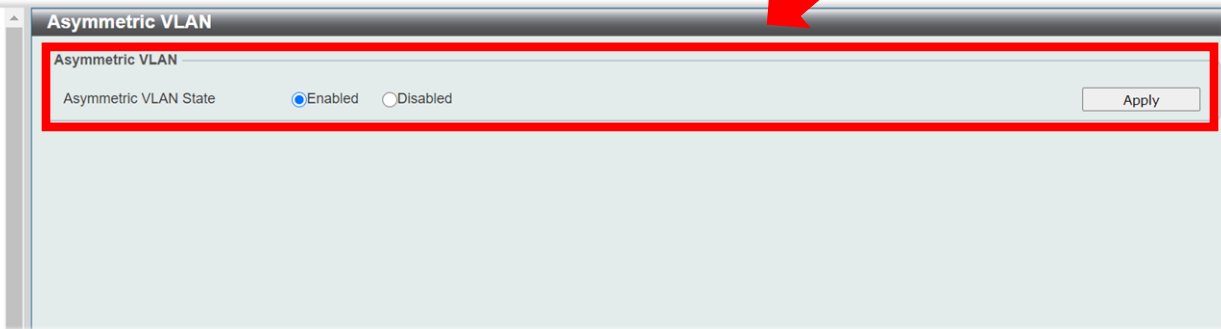 Asymmetric VLAN
Asymmetric VLAN
Asymmetric VLAN State Enabled Disabled Apply